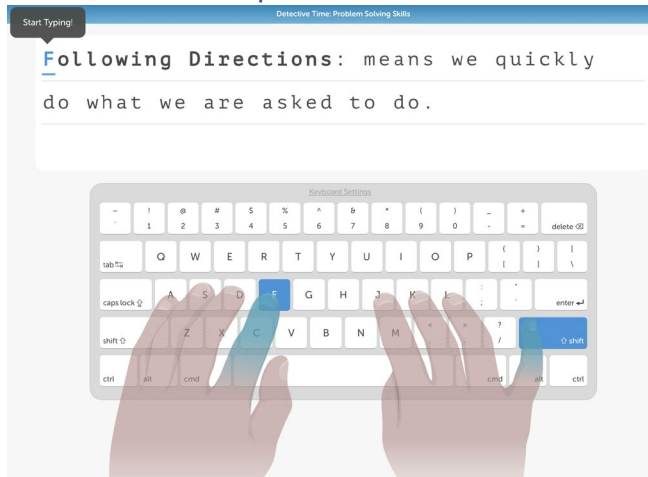 Detective Time: Problem Solving Skills
Start Typing!
Following Directions: means we quickly
do what we are asked to do.
Keyboard Settings
~ ! @ # $ % ^ & * ( ) _ +
` 1 2 3 4 5 6 7 8 9 0 - = delete
{ } |
tab Q W E R T Y U I O P [ ] \
: "
caps lock A S D F G H J K L ; ' enter
< > ?
shift Z X C V B N M , . / shift
ctrl alt cmd cmd alt ctrl